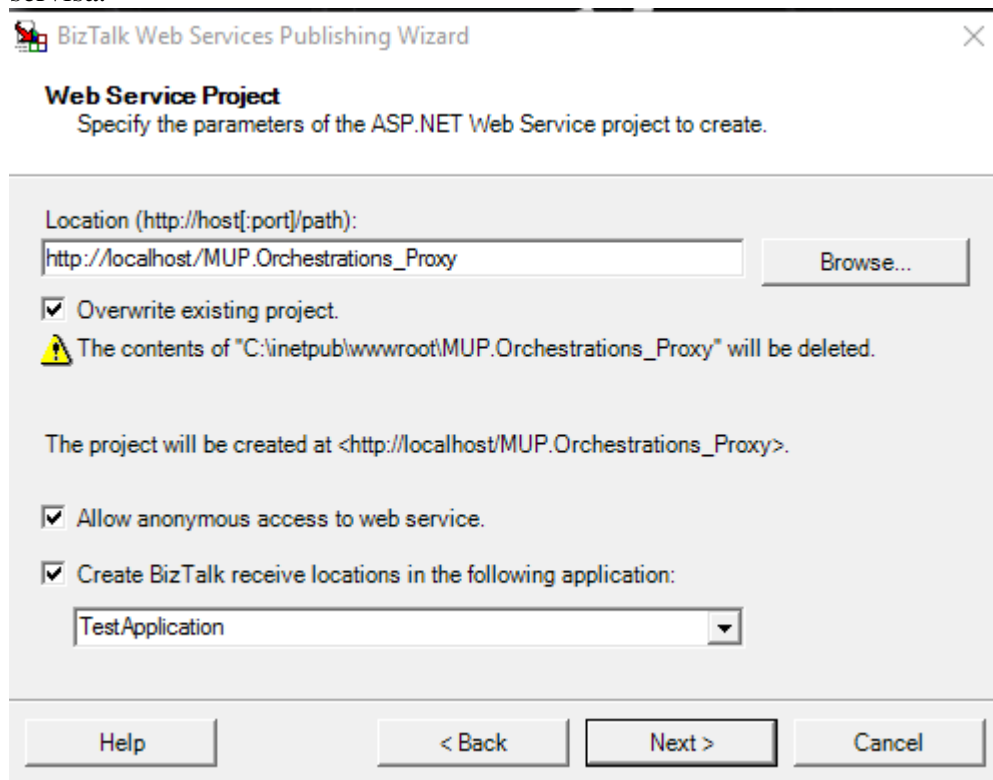 servisa.
BizTalk Web Services Publishing Wizard
Web Service Project
Specify the parameters of the ASP.NET Web Service project to create.
Location (http://host[:port]/path):
http://localhost/MUP.Orchestrations_Proxy
Browse...
Overwrite existing project.
The contents of "C:\inetpub\wwwroot\MUP.Orchestrations_Proxy" will be deleted.
The project will be created at <http://localhost/MUP.Orchestrations_Proxy>.
Allow anonymous access to web service.
Create BizTalk receive locations in the following application:
TestApplication
Help
< Back
Next >
Cancel